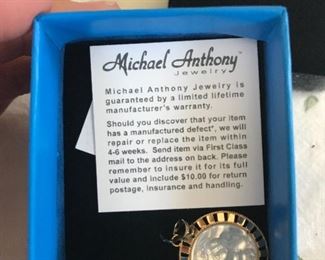 Michael Anthony™
Jewelry
Michael Anthony Jewelry is
guaranteed by a limited lifetime
manufacturer's warranty.
Should you discover that your item
has a manufactured defect*, we will
repair or replace the item within
4-6 weeks. Send item via First Class
mail to the address on back. Please
remember to insure it for its full
value and include $10.00 for return
postage, insurance and handling.